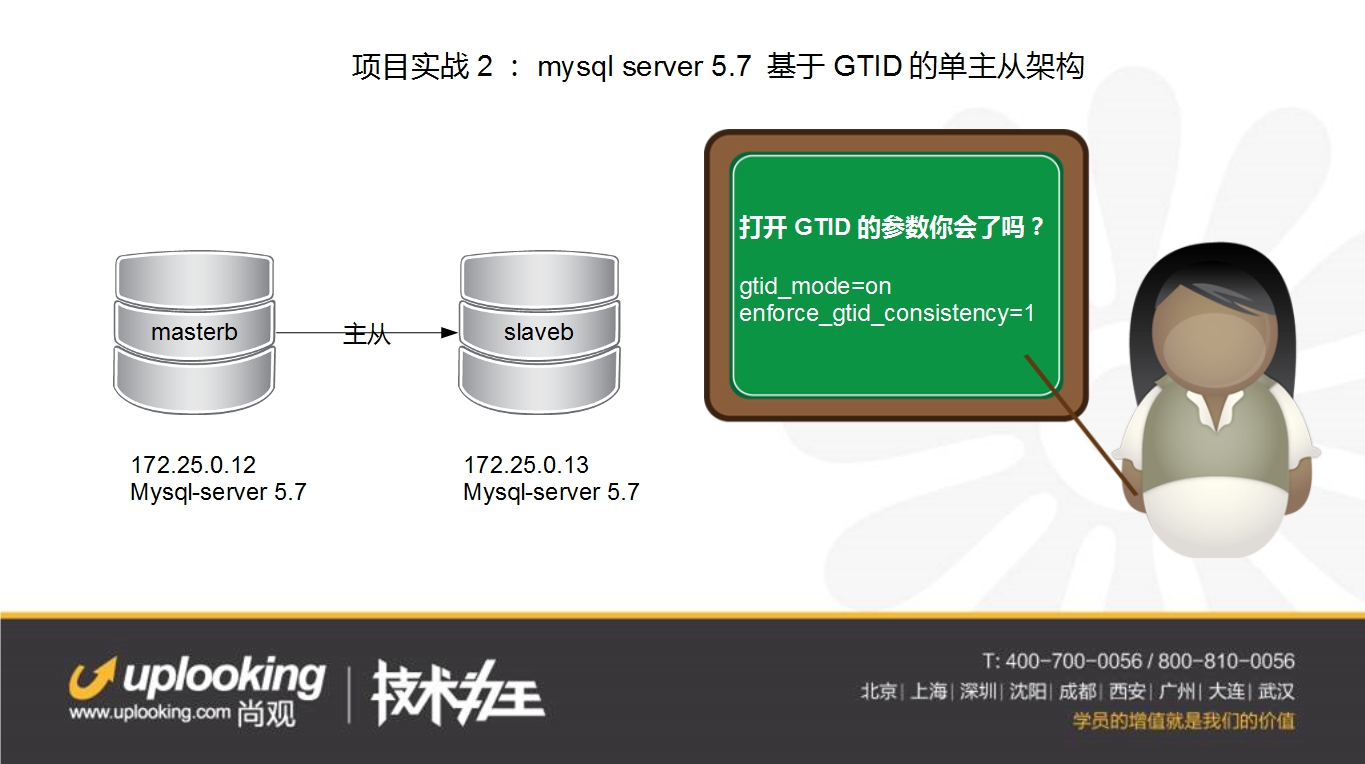 项目实战 2 ： mysql server 5.7 基于 GTID 的单主从架构
打开 GTID 的参数你会了吗？
gtid_mode=on
enforce_gtid_consistency=1
masterb
主从
slaveb
172.25.0.12
Mysql-server 5.7
172.25.0.13
Mysql-server 5.7
uplooking
www.uplooking.com 尚观
技术为王
T: 400-700-0056 / 800-810-0056
北京| 上海| 深圳| 沈阳| 成都| 西安| 广州| 大连| 武汉
学员的增值就是我们的价值